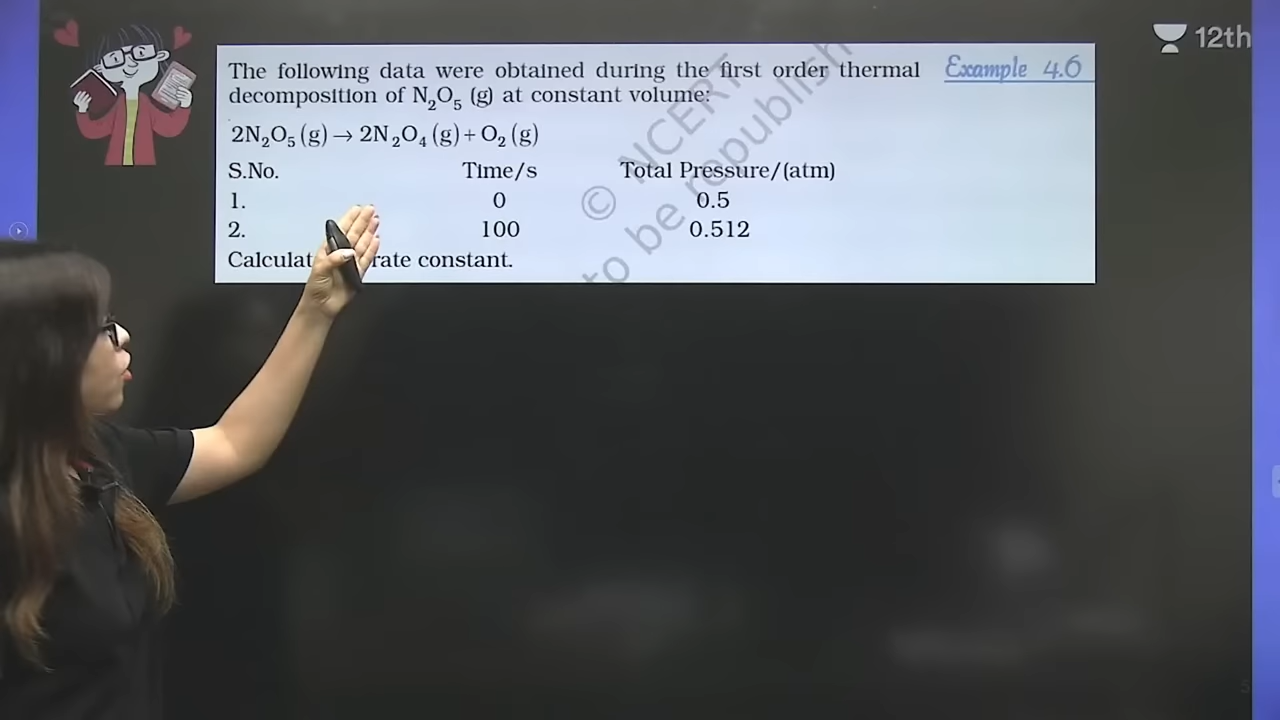 12th
The following data were obtained during the first order thermal
Example 4.6
decomposition of N₂O₅ (g) at constant volume:
2N₂O₅ (g) → 2N₂O₄ (g) + O₂ (g)
S.No. Time/s Total Pressure/(atm)
1. 0 0.5
2. 100 0.512
rate constant.
© NCERT
to be republish